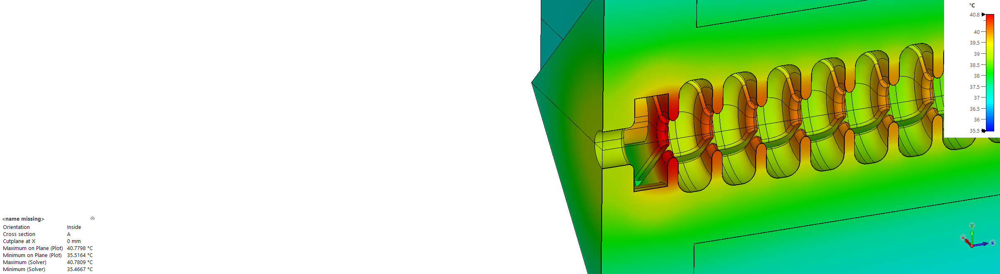 °C
40.8
40
39.5
39
38.5
38
37.5
37
36.5
36
35.5
<name missing>
Orientation Inside
Cross section A
Cutplane at X 0 mm
Maximum on Plane (Plot) 40.7798 °C
Minimum on Plane (Plot) 35.5164 °C
Maximum (Solver) 40.7809 °C
Minimum (Solver) 35.4667 °C
Y
X
Z